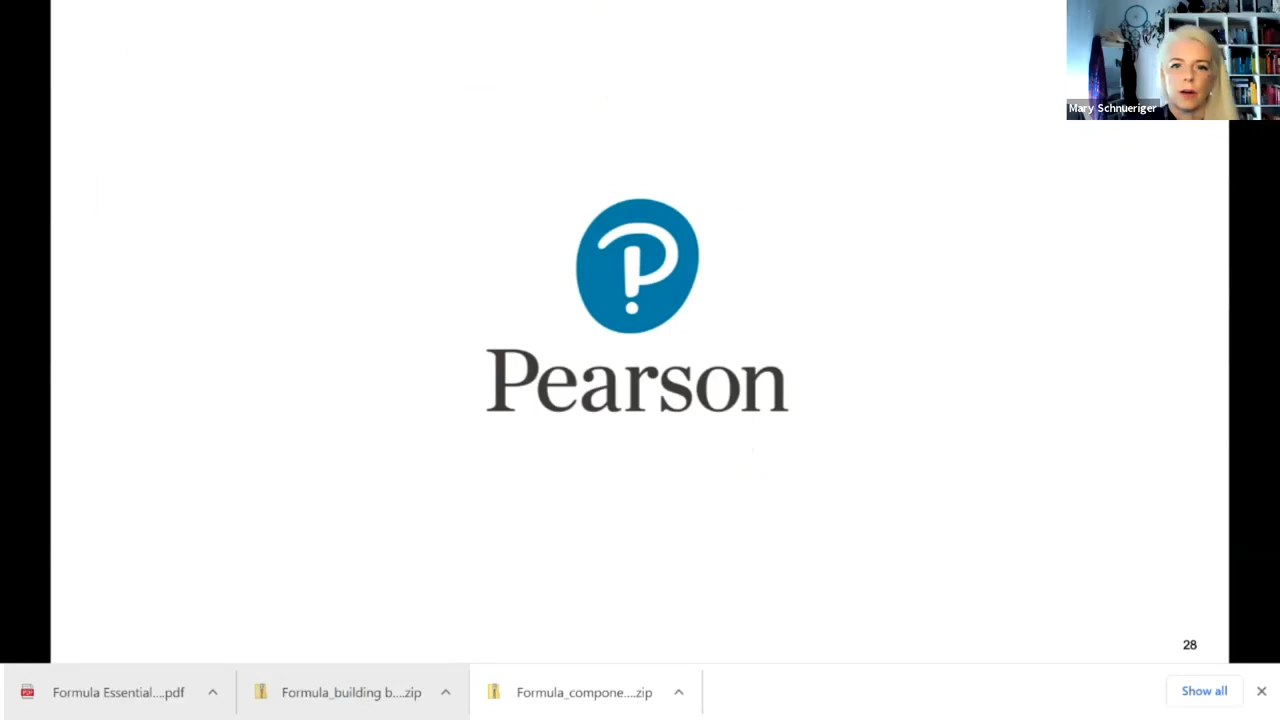 Mary Schnueriger
Pearson
28
Formula Essential....pdf
Formula_building b....zip
Formula_compone....zip
Show all